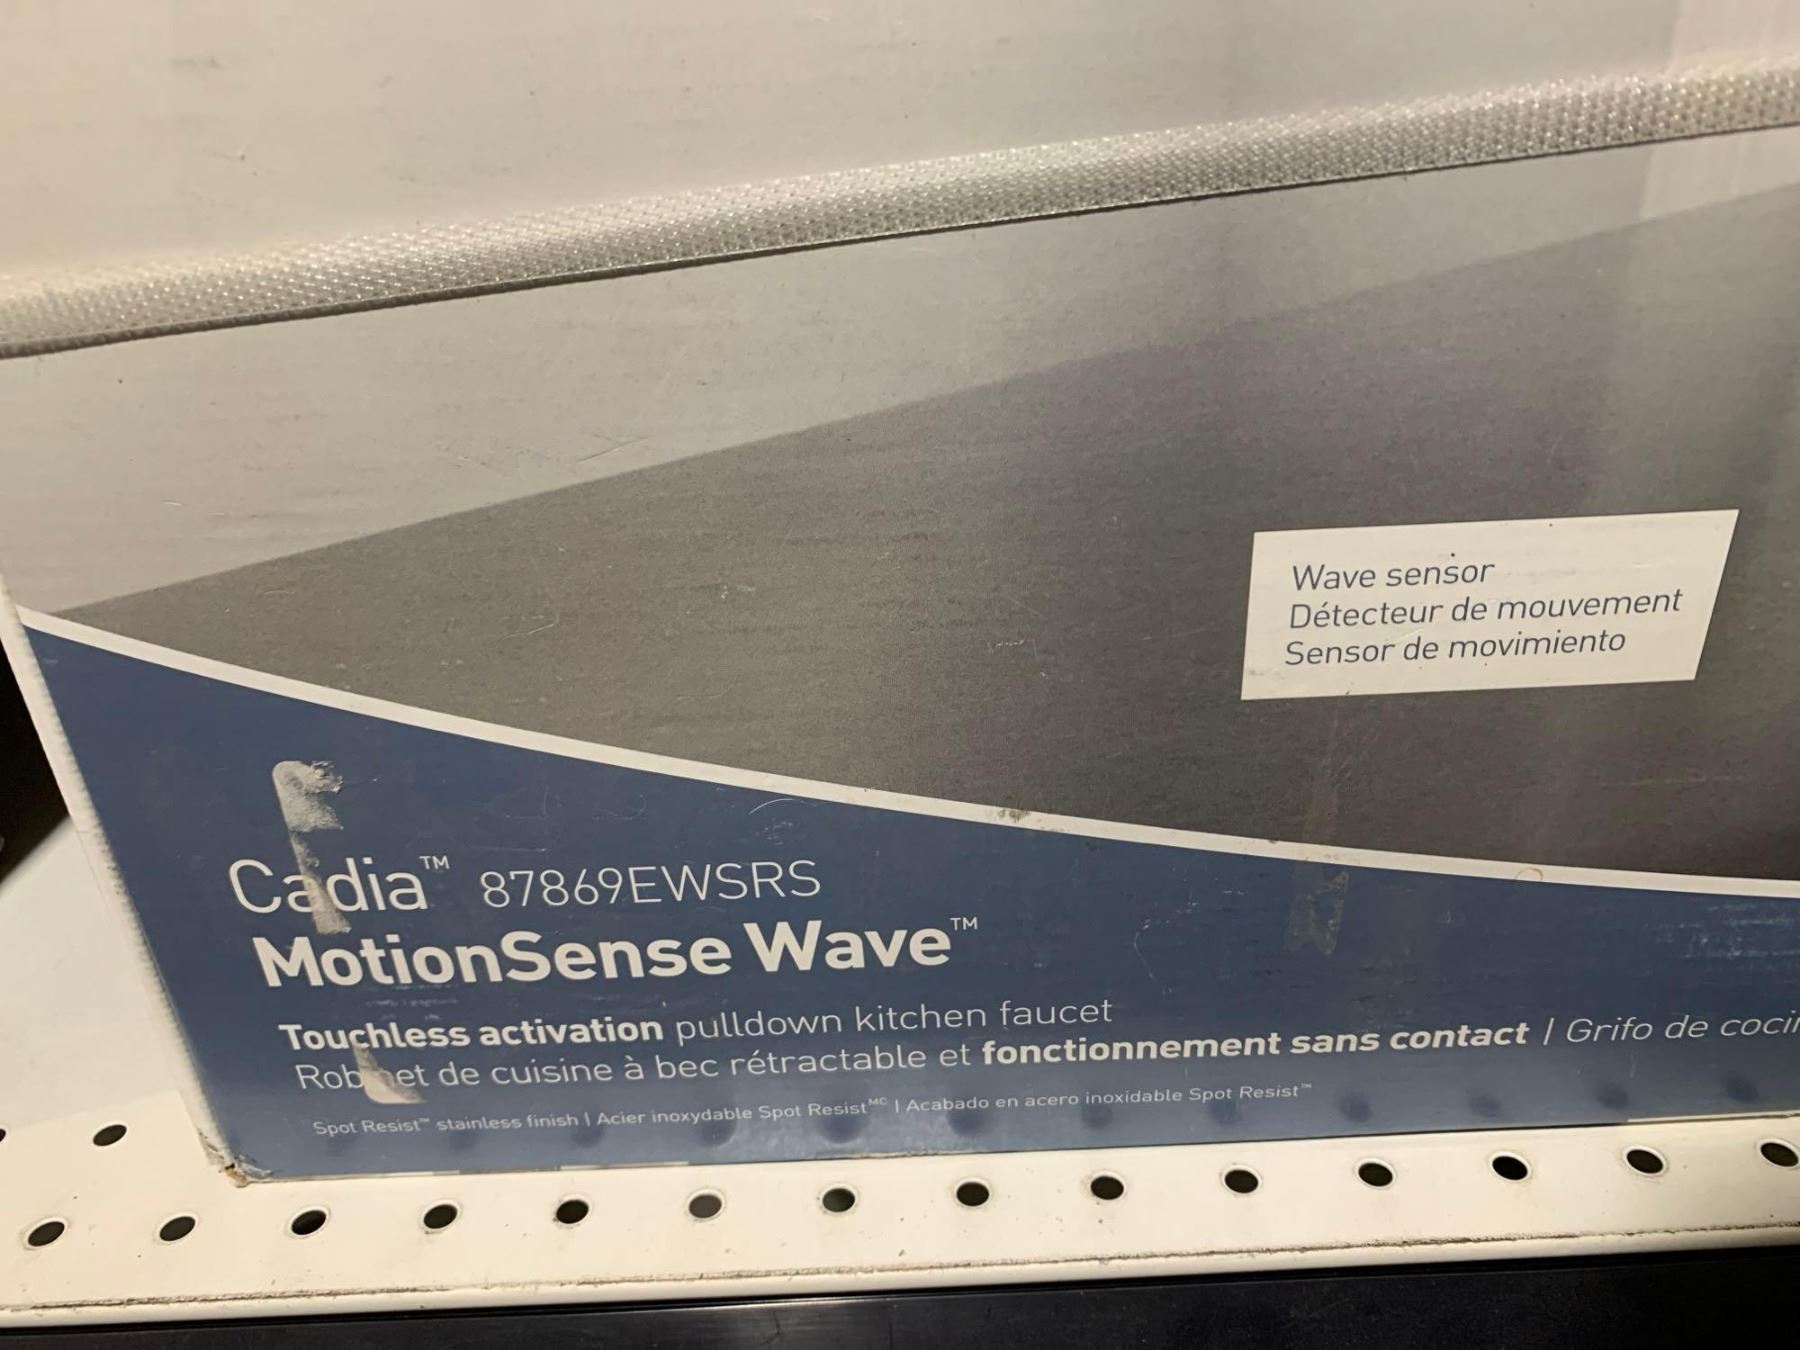 Wave sensor
Détecteur de mouvement
Sensor de movimiento
Cadia™ 87869EWSRS
MotionSense Wave™
Touchless activation pulldown kitchen faucet
Robinet de cuisine à bec rétractable et fonctionnement sans contact | Grifo de
Spot Resist™ stainless finish | Acier inoxydable Spot Resist MC | Acabado en acero inoxidable Spot Resist™